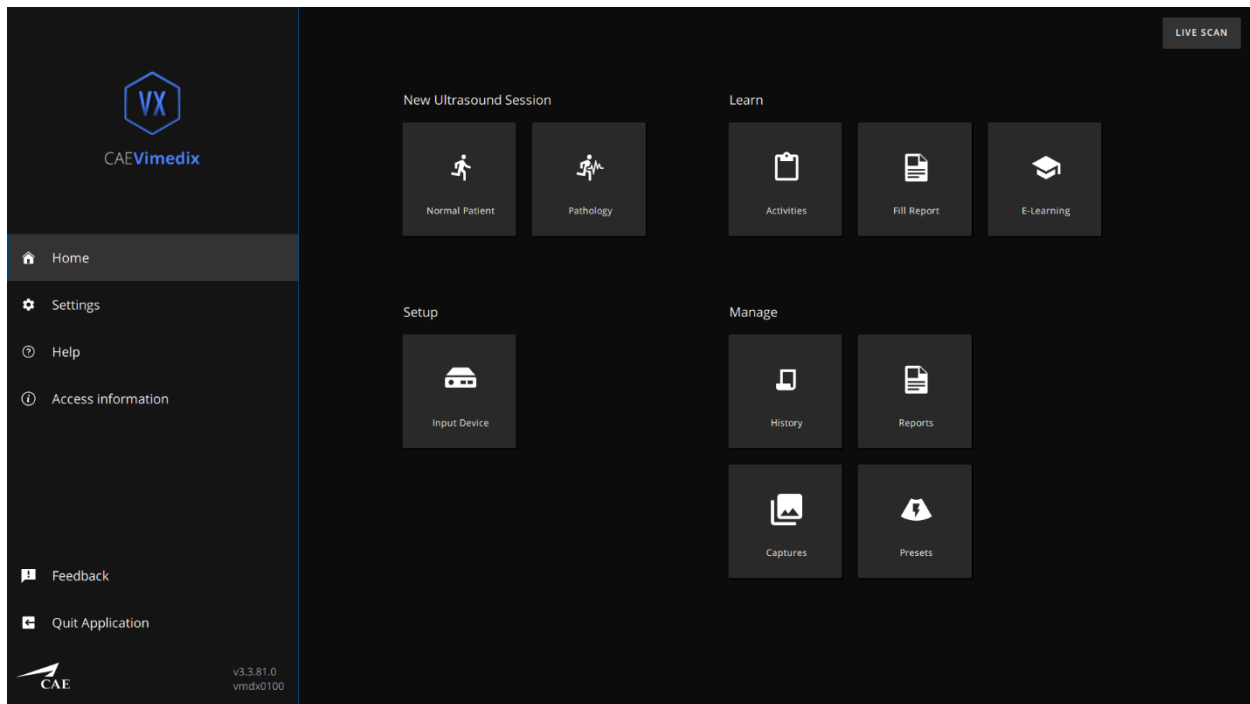 VX
CAEVimedix
Home
Settings
Help
Access information
Feedback
Quit Application
CAE
v3.3.81.0
vmdx0100
LIVE SCAN
New Ultrasound Session
Normal Patient
Pathology
Learn
Activities
Fill Report
E-Learning
Setup
Input Device
Manage
History
Reports
Captures
Presets